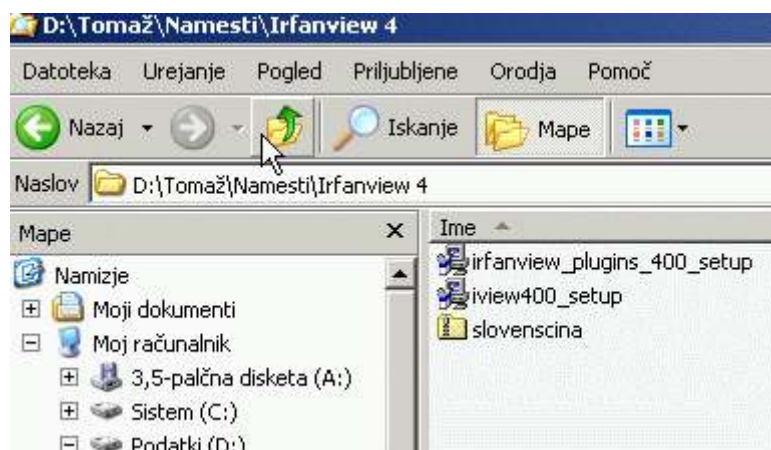 D:\Tomaž\Namesti\Irfanview 4
Datoteka Urejanje Pogled Priljubljene Orodja Pomoč
Nazaj Iskanje Mape
Naslov D:\Tomaž\Namesti\Irfanview 4
Mape
Namizje
Moji dokumenti
Moj računalnik
3,5-palčna disketa (A:)
Sistem (C:)
Podatki (D:)
Ime
irfanview_plugins_400_setup
iview400_setup
slovenscina